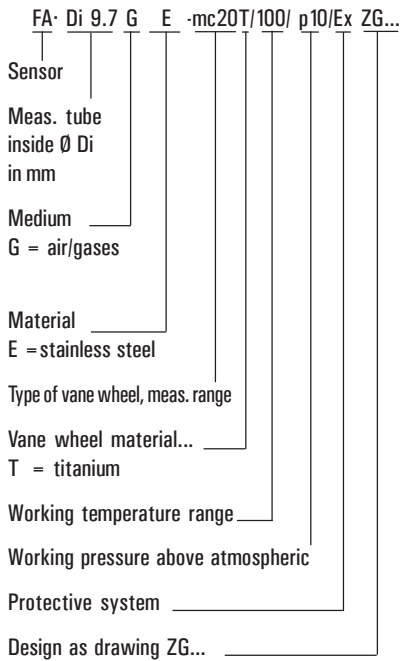 FA· Di 9.7 G E -mc20T/100/ p10/Ex ZG...
Sensor
Meas. tube
inside Ø Di
in mm
Medium
G = air/gases
Material
E =stainless steel
Type of vane wheel, meas. range
Vane wheel material...
T = titanium
Working temperature range
Working pressure above atmospheric
Protective system
Design as drawing ZG...